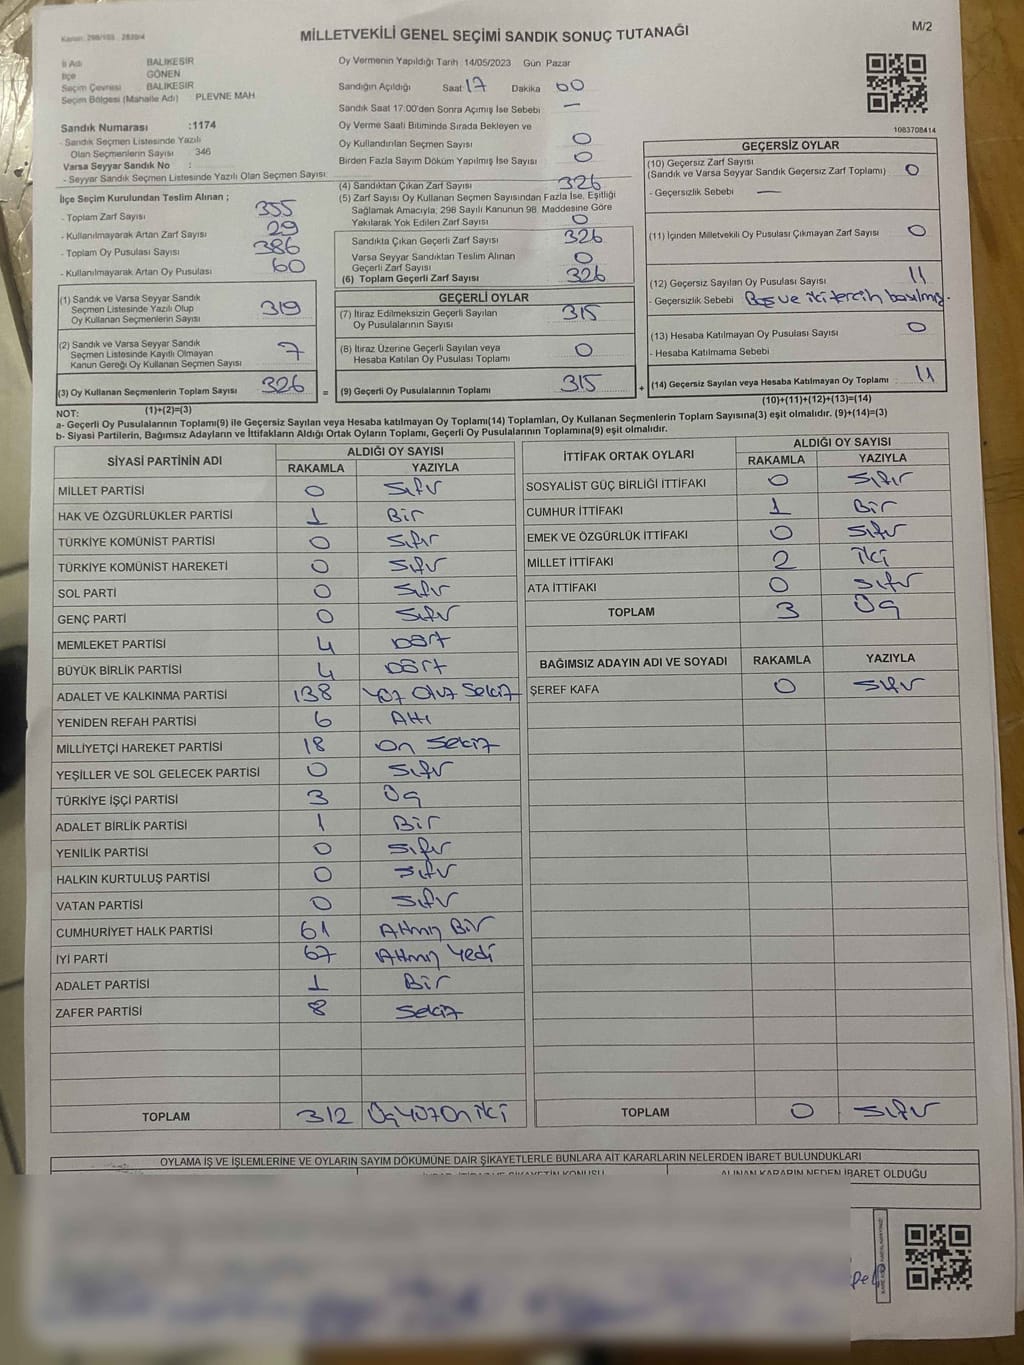 Kanun: 298/105 2839/4
MİLLETVEKİLİ GENEL SEÇİMİ SANDIK SONUÇ TUTANAĞI
M/2
İl Adı BALIKESİR
İlçe GÖNEN
Seçim Çevresi BALIKESİR
Seçim Bölgesi (Mahalle Adı) PLEVNE MAH
Sandık Numarası :1174
- Sandık Seçmen Listesinde Yazılı
Olan Seçmenlerin Sayısı 346
Varsa Seyyar Sandık No :
- Seyyar Sandık Seçmen Listesinde Yazılı Olan Seçmen Sayısı:
İlçe Seçim Kurulundan Teslim Alınan ;
- Toplam Zarf Sayısı 355
- Kullanılmayarak Artan Zarf Sayısı 29
- Toplam Oy Pusulası Sayısı 386
- Kullanılmayarak Artan Oy Pusulası 60
(1) Sandık ve Varsa Seyyar Sandık
Seçmen Listesinde Yazılı Olup
Oy Kullanan Seçmenlerin Sayısı 319
(2) Sandık ve Varsa Seyyar Sandık
Seçmen Listesinde Kayıtlı Olmayan
Kanun Gereği Oy Kullanan Seçmen Sayısı 7
(3) Oy Kullanan Seçmenlerin Toplam Sayısı 326 =
(1)+(2)=(3)
Oy Vermenin Yapıldığı Tarih 14/05/2023 Gün Pazar
Sandığın Açıldığı Saat 17 Dakika 00
Sandık Saat 17:00'den Sonra Açımış İse Sebebi : —
Oy Verme Saati Bitiminde Sırada Bekleyen ve
Oy Kullandırılan Seçmen Sayısı : 0
Birden Fazla Sayım Döküm Yapılmış İse Sayısı : 0
(4) Sandıktan Çıkan Zarf Sayısı 326
(5) Zarf Sayısı Oy Kullanan Seçmen Sayısından Fazla İse, Eşitliği
Sağlamak Amacıyla, 298 Sayılı Kanunun 98. Maddesine Göre
Yakılarak Yok Edilen Zarf Sayısı 0
Sandıkta Çıkan Geçerli Zarf Sayısı 326
Varsa Seyyar Sandıktan Teslim Alınan
Geçerli Zarf Sayısı 0
(6) Toplam Geçerli Zarf Sayısı 326
GEÇERLİ OYLAR
(7) İtiraz Edilmeksizin Geçerli Sayılan
Oy Pusulalarının Sayısı : 315
(8) İtiraz Üzerine Geçerli Sayılan veya
Hesaba Katılan Oy Pusulası Toplamı : 0
(9) Geçerli Oy Pusulalarının Toplamı : 315 +
1083708414
GEÇERSİZ OYLAR
(10) Geçersiz Zarf Sayısı
(Sandık ve Varsa Seyyar Sandık Geçersiz Zarf Toplamı) : 0
- Geçersizlik Sebebi —
(11) İçinden Milletvekili Oy Pusulası Çıkmayan Zarf Sayısı : 0
(12) Geçersiz Sayılan Oy Pusulası Sayısı : 11
- Geçersizlik Sebebi Boş ve iki tercih basılmış.
(13) Hesaba Katılmayan Oy Pusulası Sayısı : 0
- Hesaba Katılmama Sebebi
(14) Geçersiz Sayılan veya Hesaba Katılmayan Oy Toplamı : 11
(10)+(11)+(12)+(13)=(14)
NOT:
a- Geçerli Oy Pusulalarının Toplamı(9) ile Geçersiz Sayılan veya Hesaba katılmayan Oy Toplamı(14) Toplamları, Oy Kullanan Seçmenlerin Toplam Sayısına(3) eşit olmalıdır. (9)+(14)=(3)
b- Siyasi Partilerin, Bağımsız Adayların ve İttifakların Aldığı Ortak Oyların Toplamı, Geçerli Oy Pusulalarının Toplamına(9) eşit olmalıdır.
SİYASİ PARTİNİN ADI ALDIĞI OY SAYISI
RAKAMLA YAZIYLA
MİLLET PARTİSİ 0 Sıfır
HAK VE ÖZGÜRLÜKLER PARTİSİ 1 Bir
TÜRKİYE KOMÜNİST PARTİSİ 0 Sıfır
TÜRKİYE KOMÜNİST HAREKETİ 0 Sıfır
SOL PARTİ 0 Sıfır
GENÇ PARTİ 0 Sıfır
MEMLEKET PARTİSİ 4 Dört
BÜYÜK BİRLİK PARTİSİ 4 Dört
ADALET VE KALKINMA PARTİSİ 138 Yüz Otuz Sekiz
YENİDEN REFAH PARTİSİ 6 Altı
MİLLİYETÇİ HAREKET PARTİSİ 18 On Sekiz
YEŞİLLER VE SOL GELECEK PARTİSİ 0 Sıfır
TÜRKİYE İŞÇİ PARTİSİ 3 Üç
ADALET BİRLİK PARTİSİ 1 Bir
YENİLİK PARTİSİ 0 Sıfır
HALKIN KURTULUŞ PARTİSİ 0 Sıfır
VATAN PARTİSİ 0 Sıfır
CUMHURİYET HALK PARTİSİ 61 Altmış Bir
İYİ PARTİ 67 Altmış Yedi
ADALET PARTİSİ 1 Bir
ZAFER PARTİSİ 8 Sekiz
TOPLAM 312 Üç yüz On iki
İTTİFAK ORTAK OYLARI ALDIĞI OY SAYISI
RAKAMLA YAZIYLA
SOSYALİST GÜÇ BİRLİĞİ İTTİFAKI 0 Sıfır
CUMHUR İTTİFAKI 1 Bir
EMEK VE ÖZGÜRLÜK İTTİFAKI 0 Sıfır
MİLLET İTTİFAKI 2 İki
ATA İTTİFAKI 0 Sıfır
TOPLAM 3 Üç
BAĞIMSIZ ADAYIN ADI VE SOYADI RAKAMLA YAZIYLA
ŞEREF KAFA 0 Sıfır
TOPLAM 0 Sıfır
OYLAMA İŞ VE İŞLEMLERİNE VE OYLARIN SAYIM DÖKÜMÜNE DAİR ŞİKAYETLERLE BUNLARA AİT KARARLARIN NELERDEN İBARET BULUNDUKLARI
ALINAN KARARIN NEDEN İBARET OLDUĞU